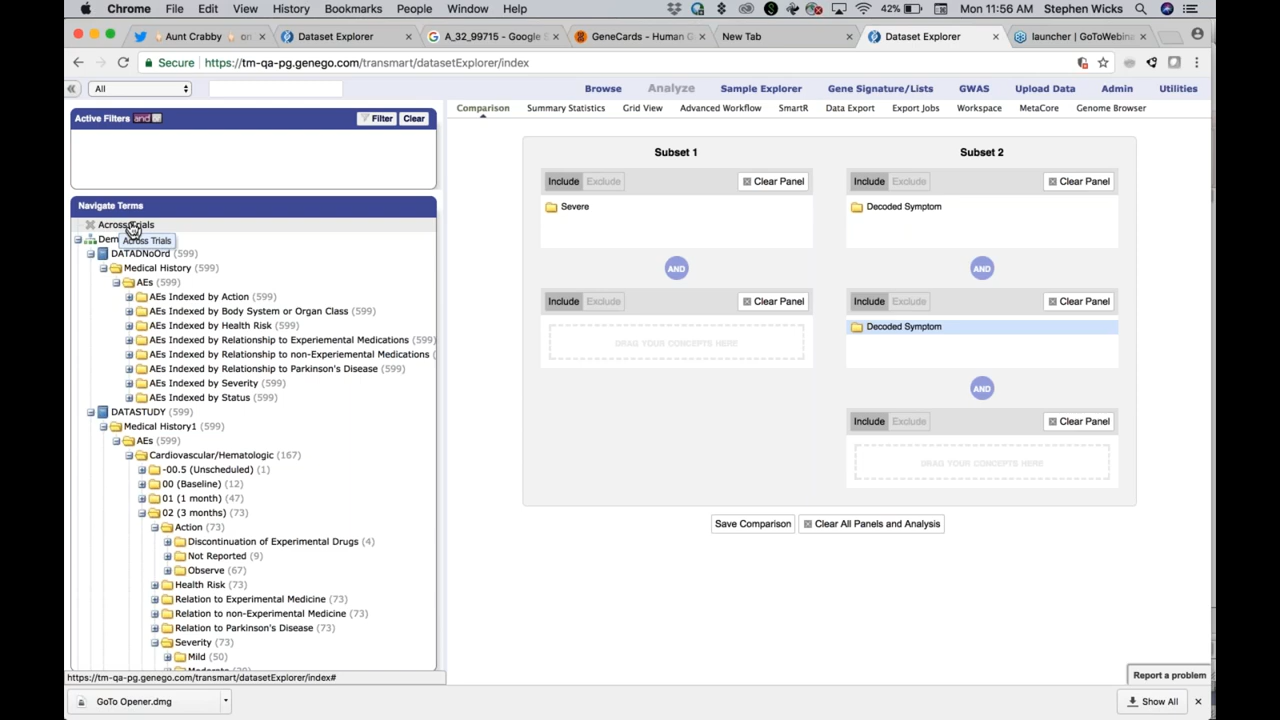 Chrome File Edit View History Bookmarks People Window Help 42% Mon 11:56 AM Stephen Wicks
Aunt Crabby on × Dataset Explorer × A_32_99715 - Google S × GeneCards - Human G × New Tab × Dataset Explorer × launcher | GoToWebina ×
Secure https://tm-qa-pg.genego.com/transmart/datasetExplorer/index
All Browse Analyze Sample Explorer Gene Signature/Lists GWAS Upload Data Admin Utilities
Comparison Summary Statistics Grid View Advanced Workflow SmartR Data Export Export Jobs Workspace MetaCore Genome Browser
Active Filters and Filter Clear
Navigate Terms
Across Trials
Dem
Across Trials
DATADNoOrd (599)
Medical History (599)
AEs (599)
AEs Indexed by Action (599)
AEs Indexed by Body System or Organ Class (599)
AEs Indexed by Health Risk (599)
AEs Indexed by Relationship to Experiemental Medications (599)
AEs Indexed by Relationship to non-Experiemental Medications (
AEs Indexed by Relationship to Parkinson's Disease (599)
AEs Indexed by Severity (599)
AEs Indexed by Status (599)
DATASTUDY (599)
Medical History1 (599)
AEs (599)
Cardiovascular/Hematologic (167)
-00.5 (Unscheduled) (1)
00 (Baseline) (12)
01 (1 month) (47)
02 (3 months) (73)
Action (73)
Discontinuation of Experimental Drugs (4)
Not Reported (9)
Observe (67)
Health Risk (73)
Relation to Experimental Medicine (73)
Relation to non-Experimental Medicine (73)
Relation to Parkinson's Disease (73)
Severity (73)
Mild (50)
Subset 1
Include Exclude Clear Panel
Severe
AND
Include Exclude Clear Panel
DRAG YOUR CONCEPTS HERE
Subset 2
Include Exclude Clear Panel
Decoded Symptom
AND
Include Exclude Clear Panel
Decoded Symptom
AND
Include Exclude Clear Panel
DRAG YOUR CONCEPTS HERE
Save Comparison Clear All Panels and Analysis
Report a problem
https://tm-qa-pg.genego.com/transmart/datasetExplorer/index#
GoTo Opener.dmg Show All ×